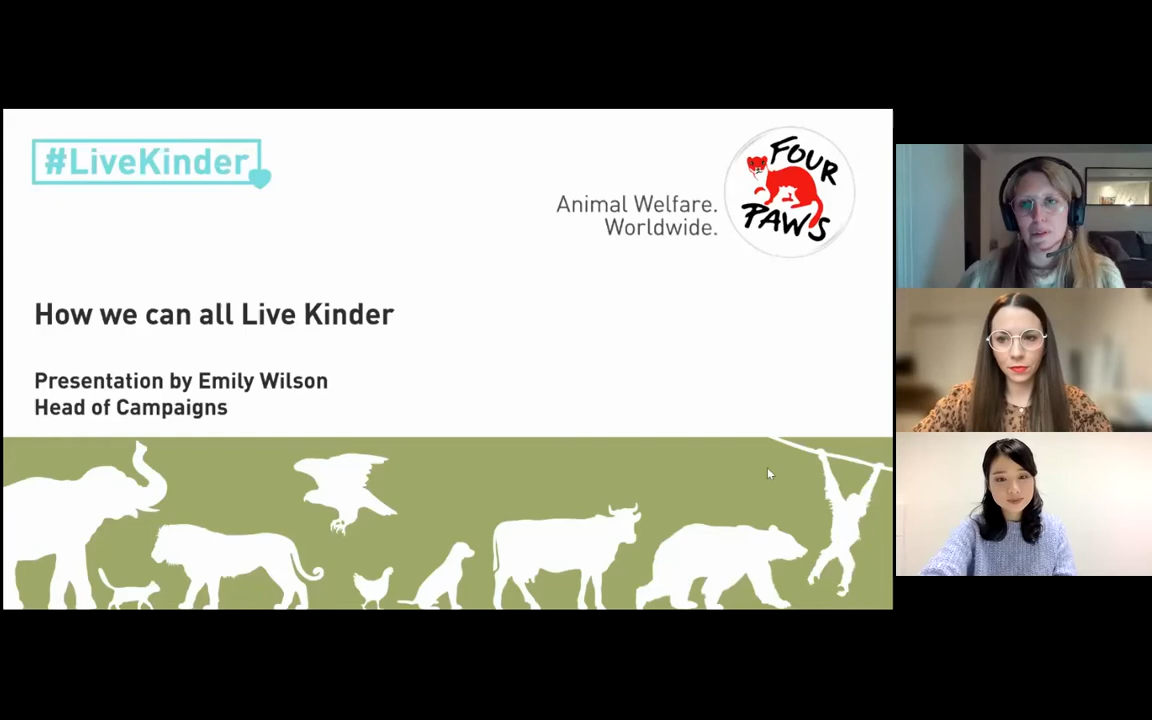 #LiveKinder
Animal Welfare.
Worldwide.
FOUR
PAWS
How we can all Live Kinder
Presentation by Emily Wilson
Head of Campaigns